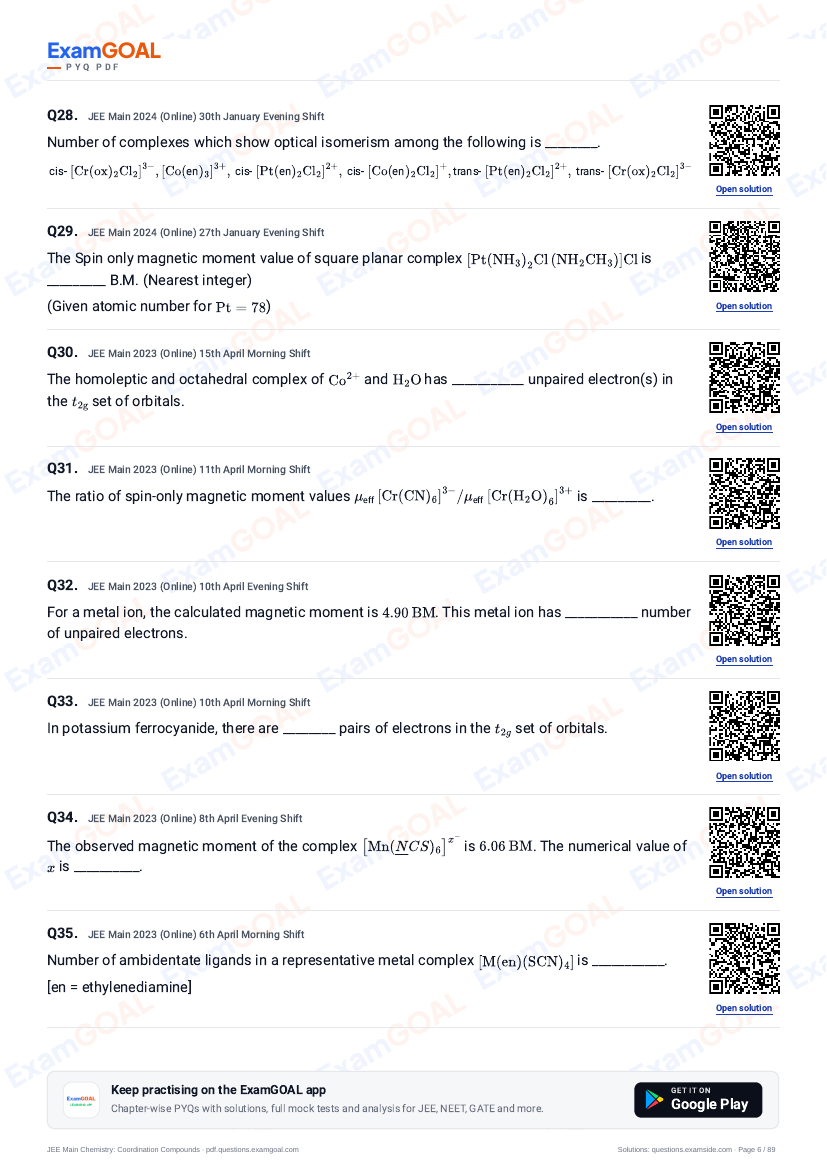 ExamGOAL
PYQ PDF
Q28. JEE Main 2024 (Online) 30th January Evening Shift
Number of complexes which show optical isomerism among the following is ________.
cis- [Cr(ox)₂Cl₂]³⁻, [Co(en)₃]³⁺, cis- [Pt(en)₂Cl₂]²⁺, cis- [Co(en)₂Cl₂]⁺, trans- [Pt(en)₂Cl₂]²⁺, trans- [Cr(ox)₂Cl₂]³⁻
Open solution
Q29. JEE Main 2024 (Online) 27th January Evening Shift
The Spin only magnetic moment value of square planar complex [Pt(NH₃)₂Cl (NH₂CH₃)]Cl is
_________ B.M. (Nearest integer)
(Given atomic number for Pt = 78)
Open solution
Q30. JEE Main 2023 (Online) 15th April Morning Shift
The homoleptic and octahedral complex of Co²⁺ and H₂O has ___________ unpaired electron(s) in
the t₂g set of orbitals.
Open solution
Q31. JEE Main 2023 (Online) 11th April Morning Shift
The ratio of spin-only magnetic moment values μeff [Cr(CN)₆]³⁻/μeff [Cr(H₂O)₆]³⁺ is _________.
Open solution
Q32. JEE Main 2023 (Online) 10th April Evening Shift
For a metal ion, the calculated magnetic moment is 4.90 BM. This metal ion has ___________ number
of unpaired electrons.
Open solution
Q33. JEE Main 2023 (Online) 10th April Morning Shift
In potassium ferrocyanide, there are ________ pairs of electrons in the t₂g set of orbitals.
Open solution
Q34. JEE Main 2023 (Online) 8th April Evening Shift
The observed magnetic moment of the complex [Mn(NCS)₆]ˣ⁻ is 6.06 BM. The numerical value of
x is __________.
Open solution
Q35. JEE Main 2023 (Online) 6th April Morning Shift
Number of ambidentate ligands in a representative metal complex [M(en)(SCN)₄] is ___________.
[en = ethylenediamine]
Open solution
Keep practising on the ExamGOAL app
Chapter-wise PYQs with solutions, full mock tests and analysis for JEE, NEET, GATE and more.
GET IT ON
Google Play
JEE Main Chemistry: Coordination Compounds · pdf.questions.examgoal.com
Solutions: questions.examside.com · Page 6 / 89